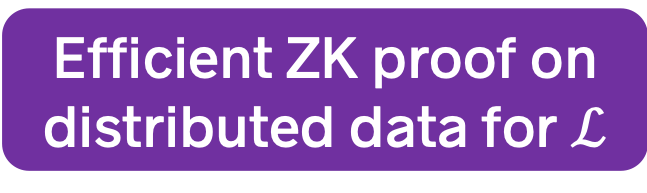 Efficient ZK proof on
distributed data for ℒ